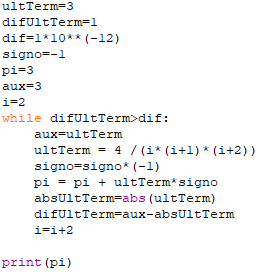 ultTerm=3
difUltTerm=1
dif=1*10**(-12)
signo=-1
pi=3
aux=3
i=2
while difUltTerm>dif:
    aux=ultTerm
    ultTerm = 4 /(i*(i+1)*(i+2))
    signo=signo*(-1)
    pi = pi + ultTerm*signo
    absUltTerm=abs(ultTerm)
    difUltTerm=aux-absUltTerm
    i=i+2

print(pi)